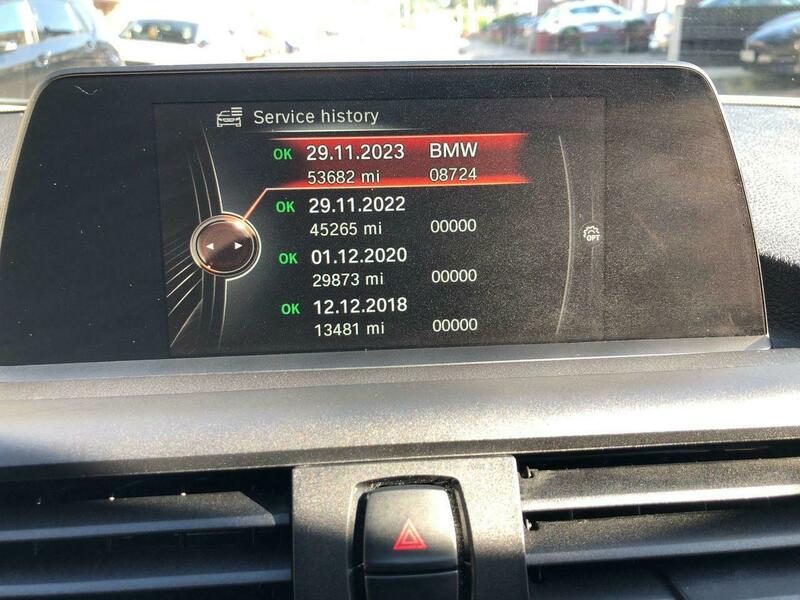 Service history
OK 29.11.2023 BMW
53682 mi 08724
OK 29.11.2022
45265 mi 00000
OK 01.12.2020
29873 mi 00000
OK 12.12.2018
13481 mi 00000
OPT